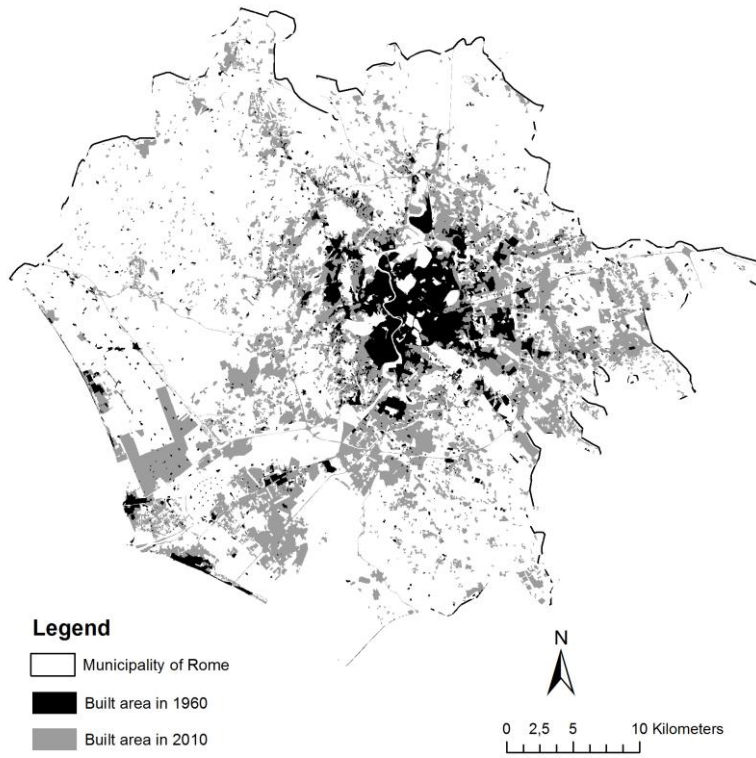 Legend
Municipality of Rome
Built area in 1960
Built area in 2010
N
0 2,5 5 10 Kilometers